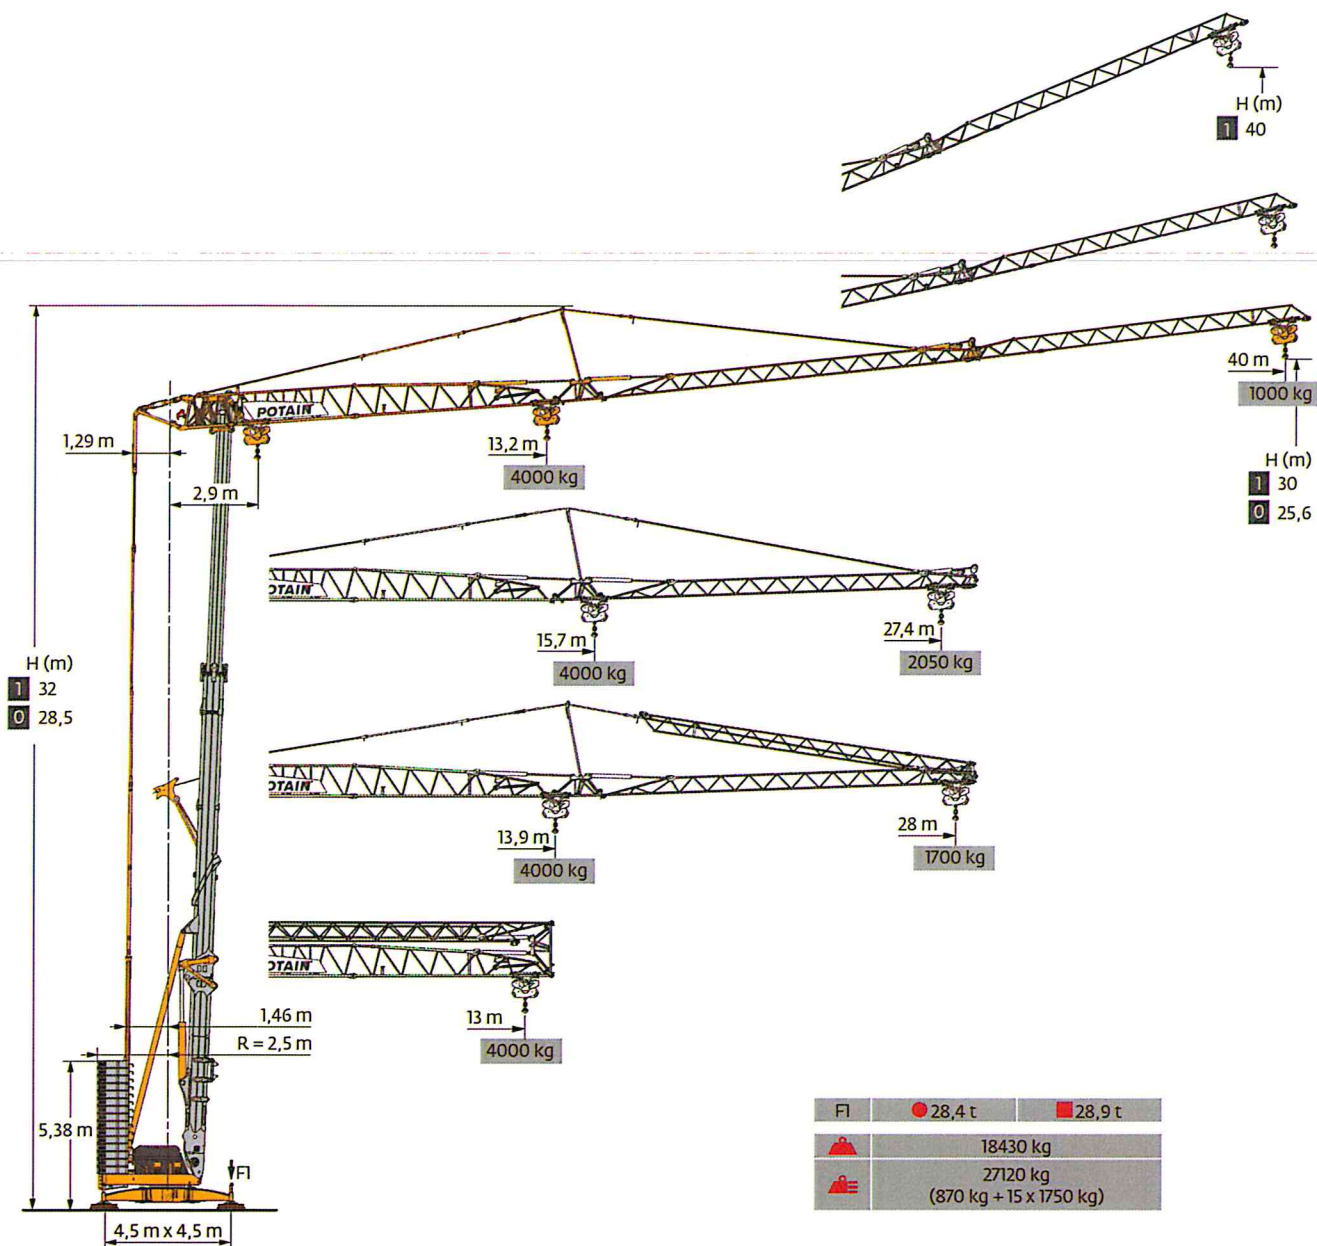 H (m)
1 40
40 m
1000 kg
H (m)
1 30
0 25,6
POTAIN
1,29 m
2,9 m
13,2 m
4000 kg
OTAIN
15,7 m
4000 kg
27,4 m
2050 kg
H (m)
1 32
0 28,5
OTAIN
13,9 m
4000 kg
28 m
1700 kg
OTAIN
13 m
4000 kg
1,46 m
R = 2,5 m
5,38 m
F1
4,5 m x 4,5 m
F1 28,4 t 28,9 t
18430 kg
27120 kg
(870 kg + 15 x 1750 kg)